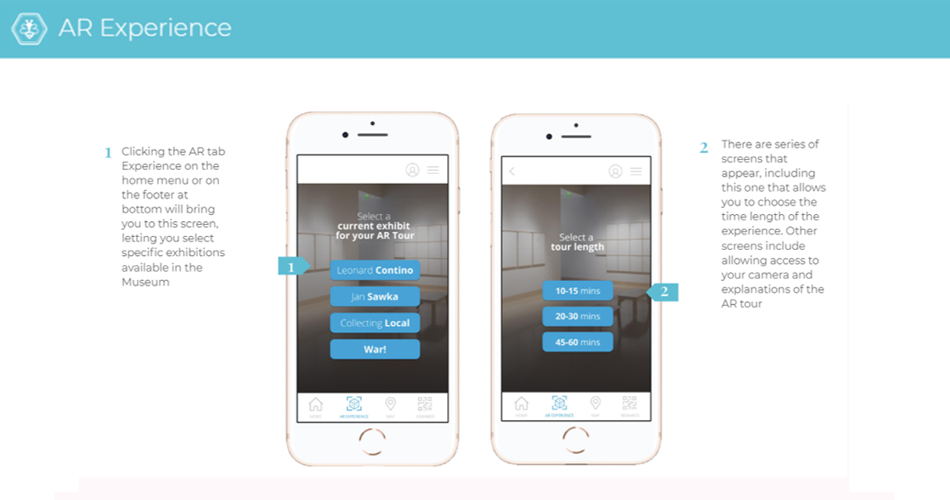 AR Experience
1
Clicking the AR tab
Experience on the
home menu or on
the footer at
bottom will bring
you to this screen,
letting you select
specific exhibitions
available in the
Museum
Select a
current exhibit
for your AR Tour
1
Leonard Contino
Jan Sawka
Collecting Local
War!
HOME
AR EXPERIENCE
MAP
Select a
tour length
10-15 mins
2
20-30 mins
45-60 mins
HOME
AR EXPERIENCE
MAP
2
There are series of
screens that
appear, including
this one that allows
you to choose the
time length of the
experience. Other
screens include
allowing access to
your camera and
explanations of the
AR tour